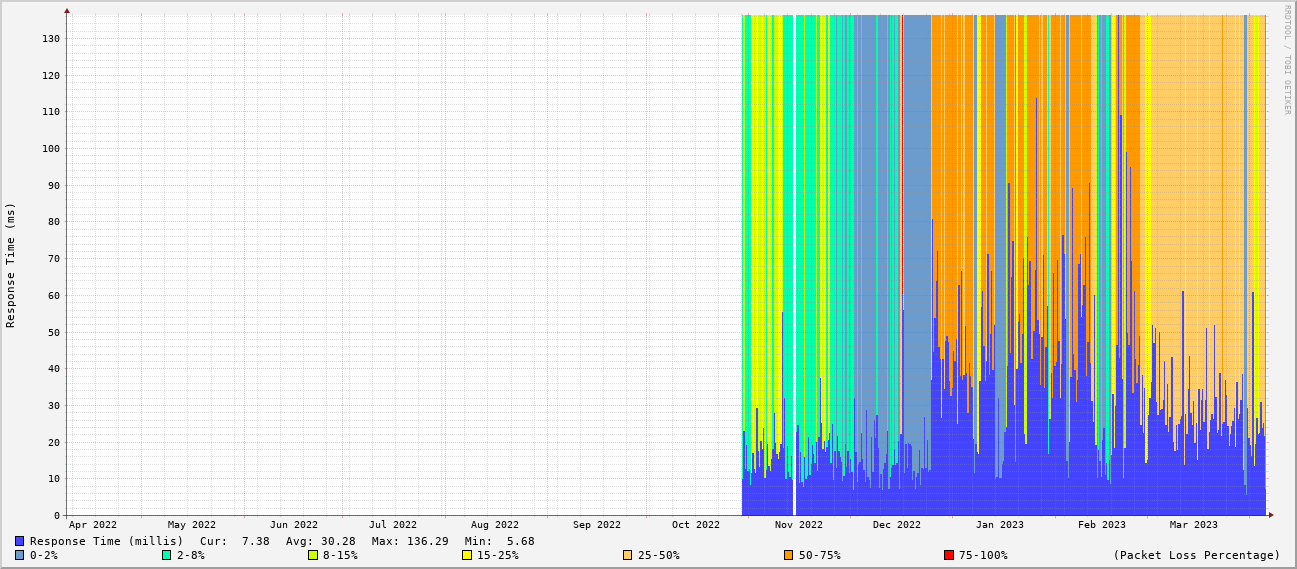 RRDTOOL / TOBI OETIKER
Response Time (ms)
130
120
110
100
90
80
70
60
50
40
30
20
10
0
Apr 2022 May 2022 Jun 2022 Jul 2022 Aug 2022 Sep 2022 Oct 2022 Nov 2022 Dec 2022 Jan 2023 Feb 2023 Mar 2023
Response Time (millis) Cur: 7.38 Avg: 30.28 Max: 136.29 Min: 5.68
0-2% 2-8% 8-15% 15-25% 25-50% 50-75% 75-100% (Packet Loss Percentage)